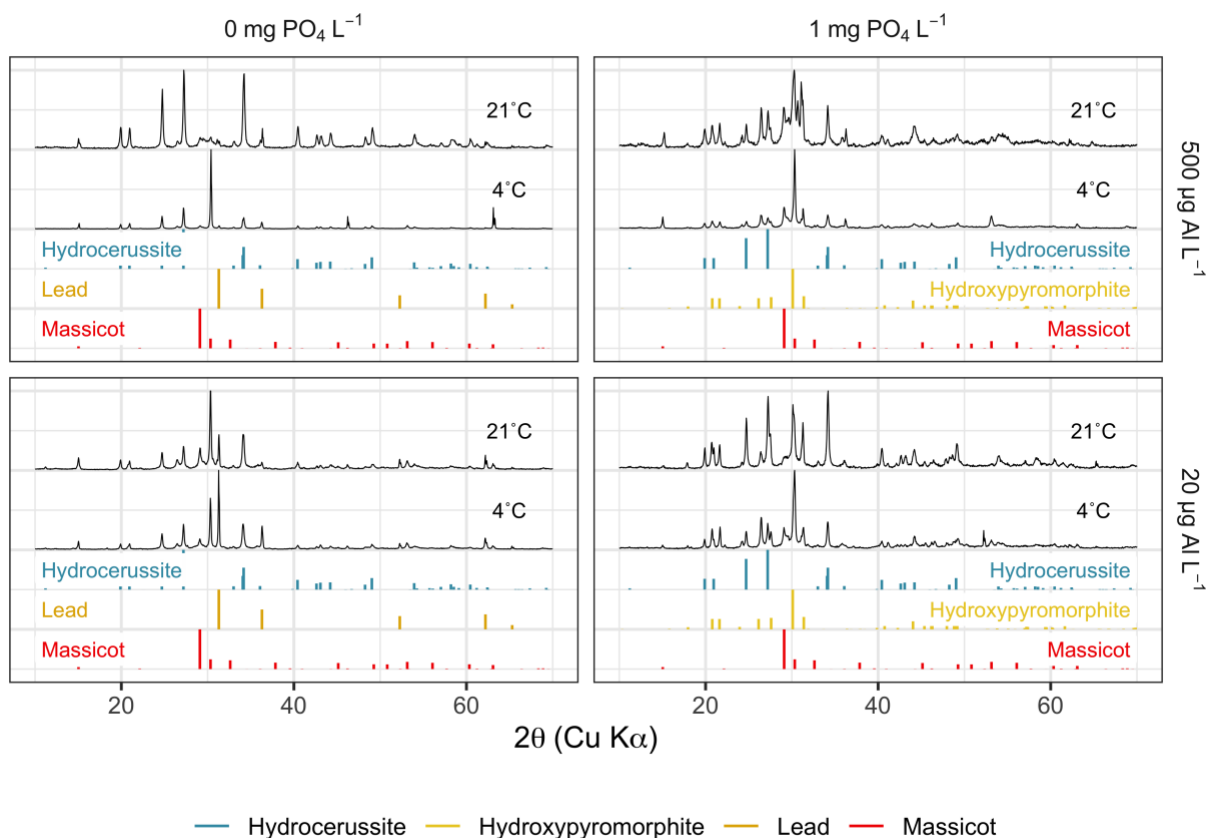 0 mg PO₄ L⁻¹
1 mg PO₄ L⁻¹
21°C
4°C
Hydrocerussite
Lead
Massicot
21°C
4°C
Hydrocerussite
Hydroxypyromorphite
Massicot
500 µg Al L⁻¹
21°C
4°C
Hydrocerussite
Lead
Massicot
21°C
4°C
Hydrocerussite
Hydroxypyromorphite
Massicot
20 µg Al L⁻¹
20 40 60
20 40 60
2θ (Cu Kα)
Hydrocerussite Hydroxypyromorphite Lead Massicot